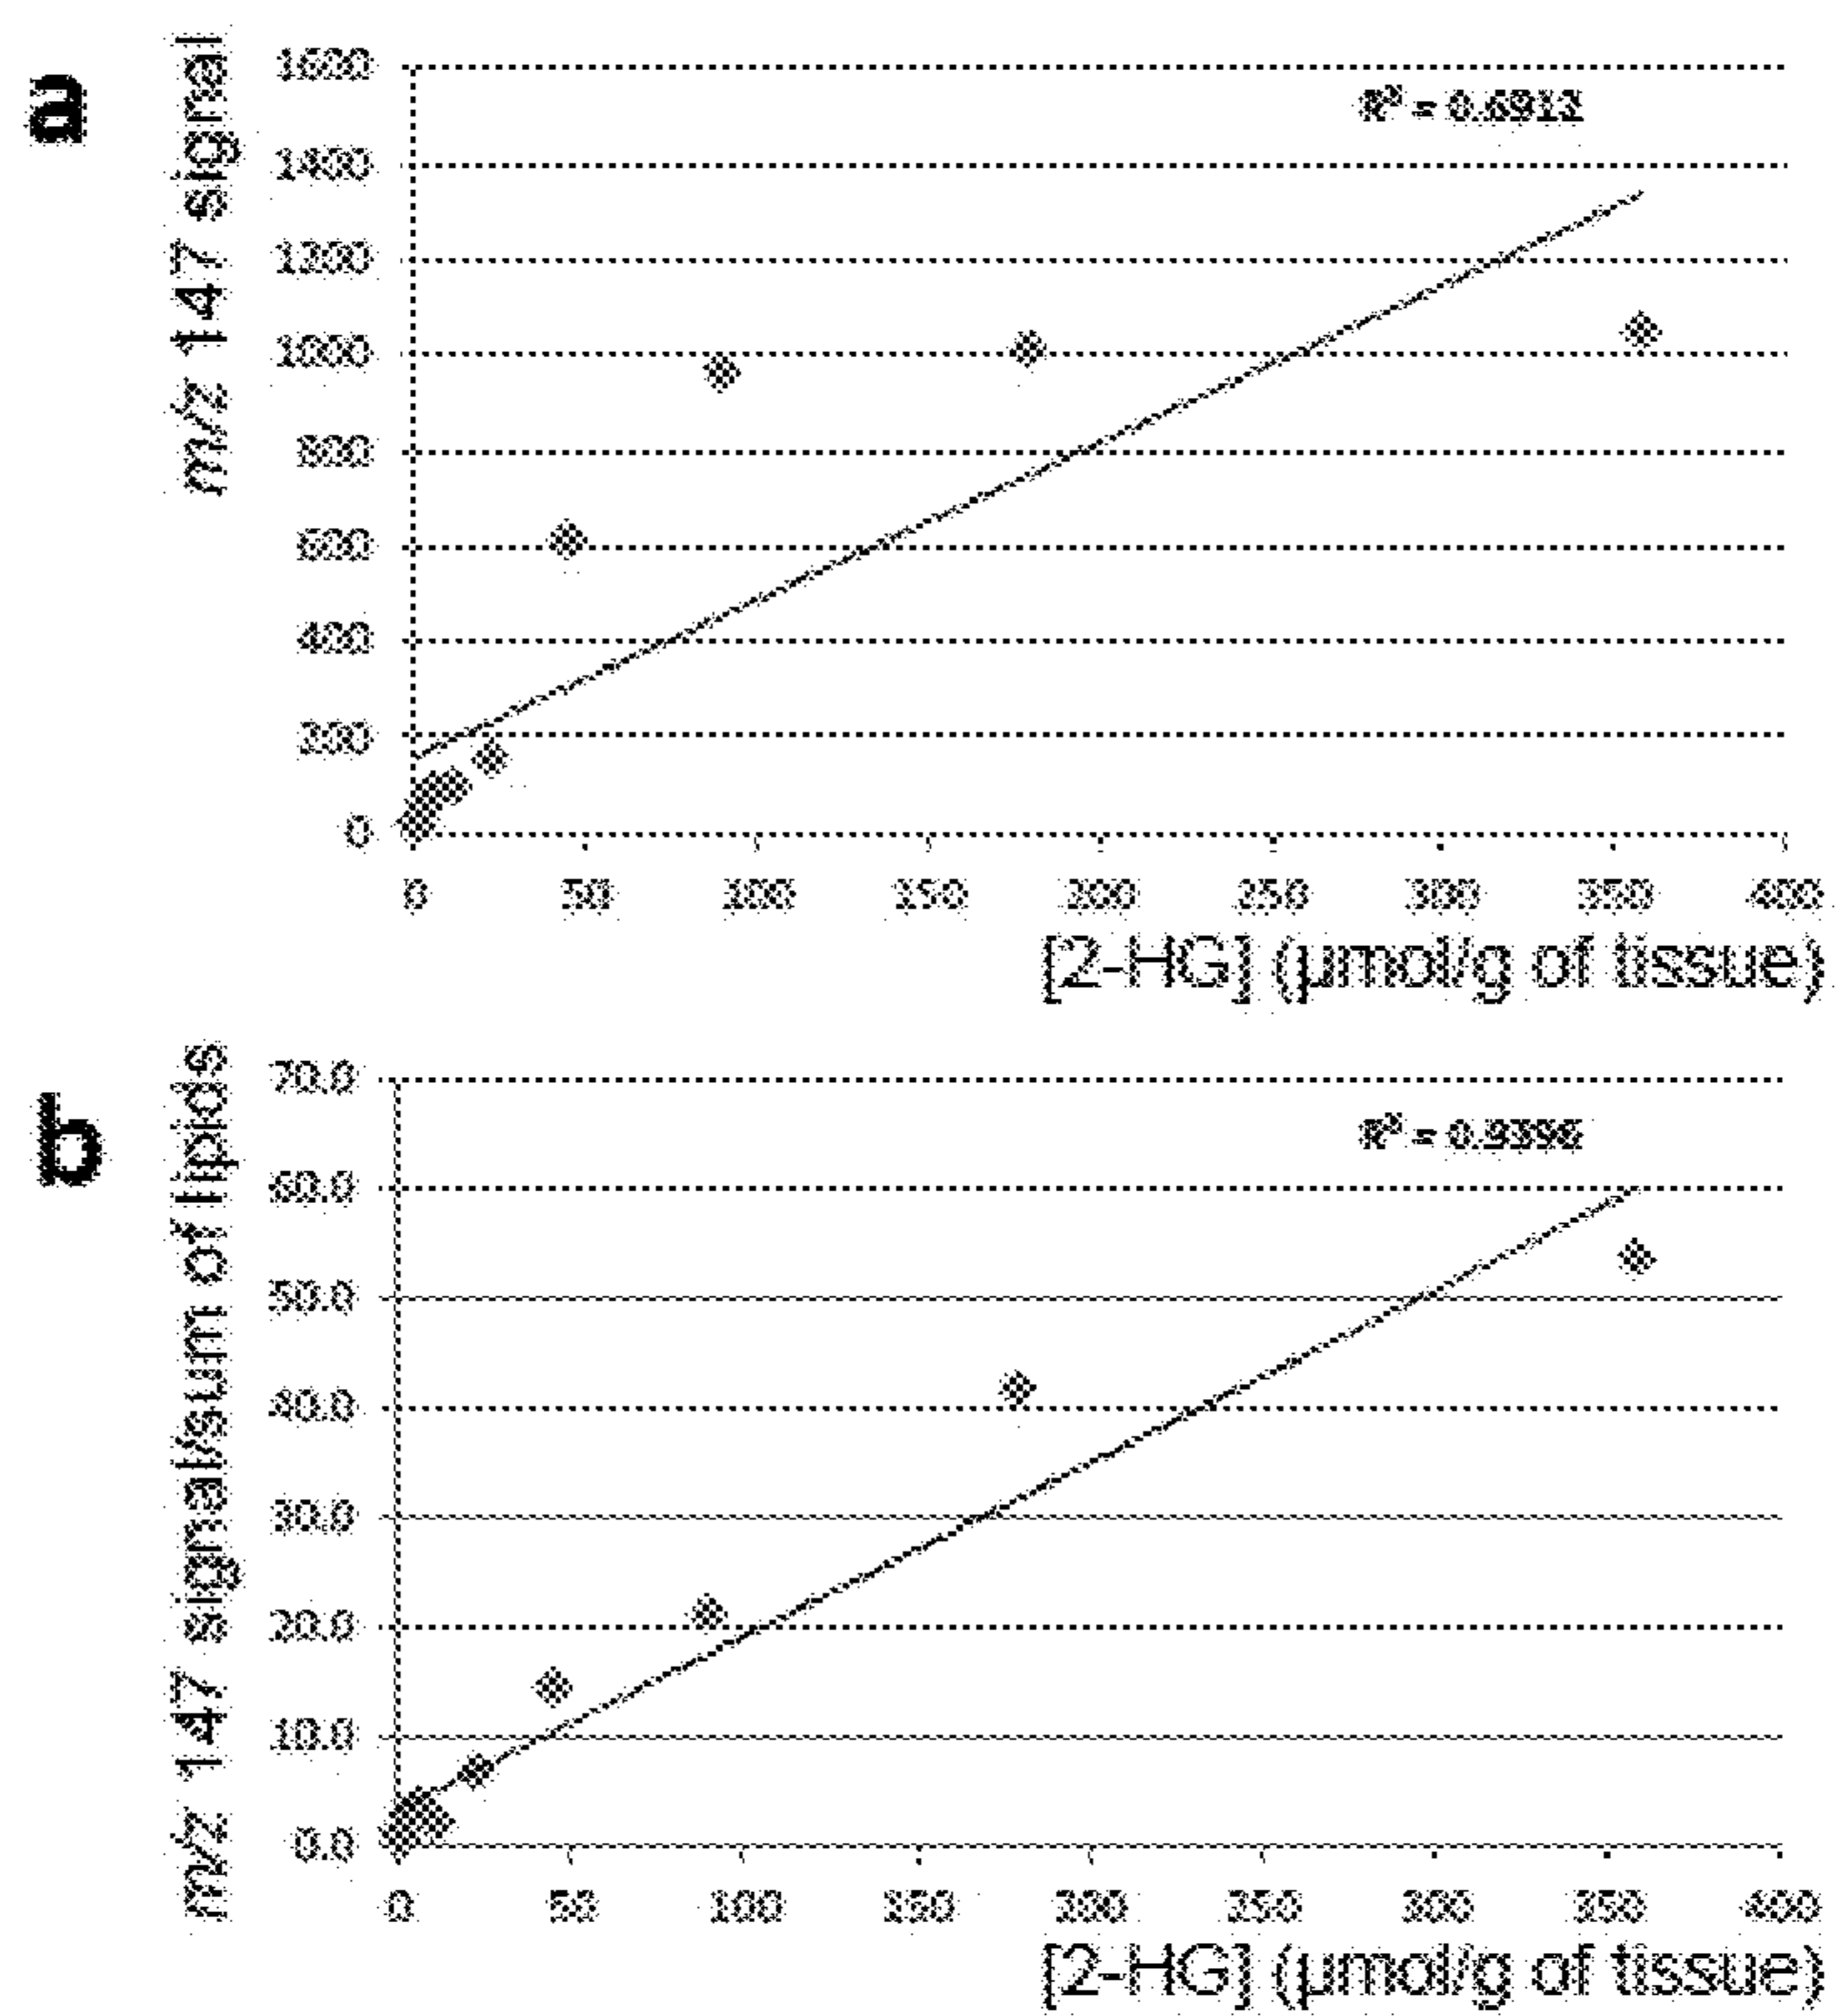 a
m/z 147 signal
1600
1400
1200
1000
800
600
400
200
0
R² = 0.6912
0 50 100 150 200 250 300 350 400
[2-HG] (µmol/g of tissue)
b
m/z 147 signal/sum of lipids
70.0
60.0
50.0
40.0
30.0
20.0
10.0
0.0
0 50 100 150 200 250 300 350 400
[2-HG] (µmol/g of tissue)